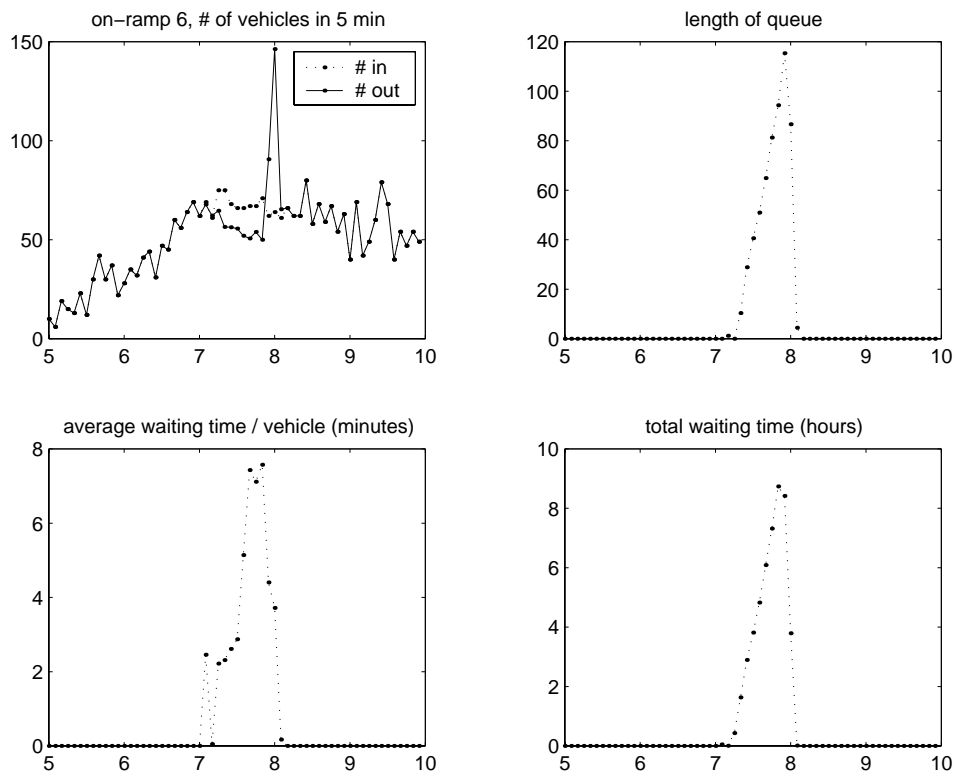 on−ramp 6, # of vehicles in 5 min
150
100
50
0
5 6 7 8 9 10
# in
# out
length of queue
120
100
80
60
40
20
0
5 6 7 8 9 10
average waiting time / vehicle (minutes)
8
6
4
2
0
5 6 7 8 9 10
total waiting time (hours)
10
8
6
4
2
0
5 6 7 8 9 10